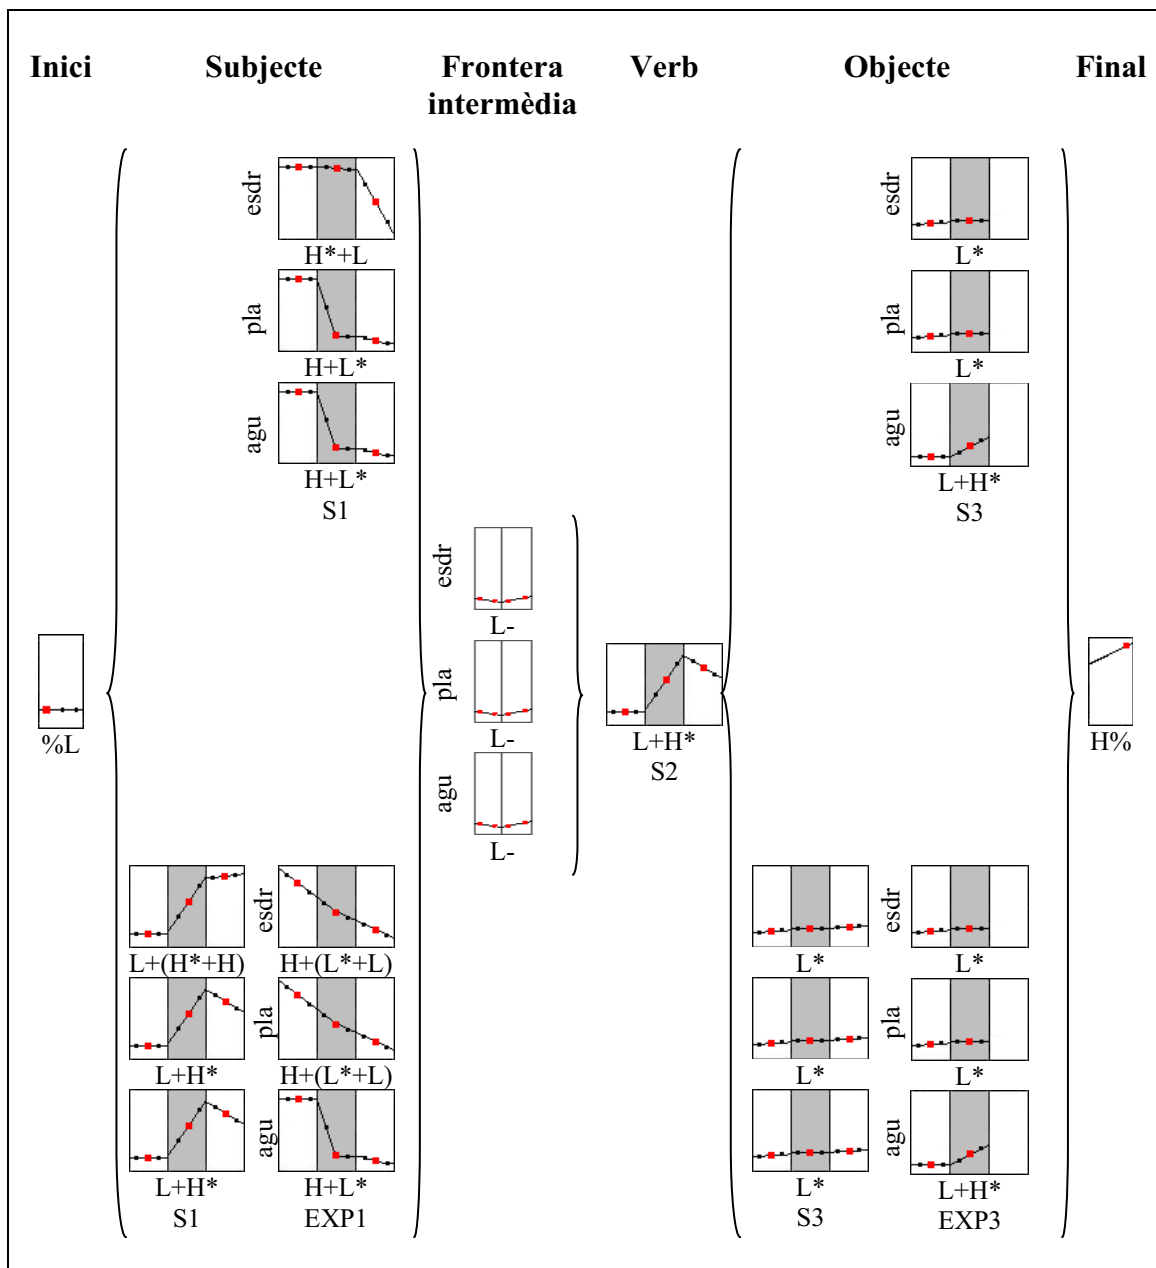 Inici Subjecte Frontera intermèdia Verb Objecte Final
esdr
H*+L
pla
H+L*
agu
H+L*
S1
esdr
L*
pla
L*
agu
L+H*
S3
%L
esdr
L-
pla
L-
agu
L-
L+H*
S2
H%
esdr
L+(H*+H) H+(L*+L)
pla
L+H* H+(L*+L)
agu
L+H* H+L*
S1 EXP1
esdr
L* L*
pla
L* L*
agu
L* L+H*
S3 EXP3